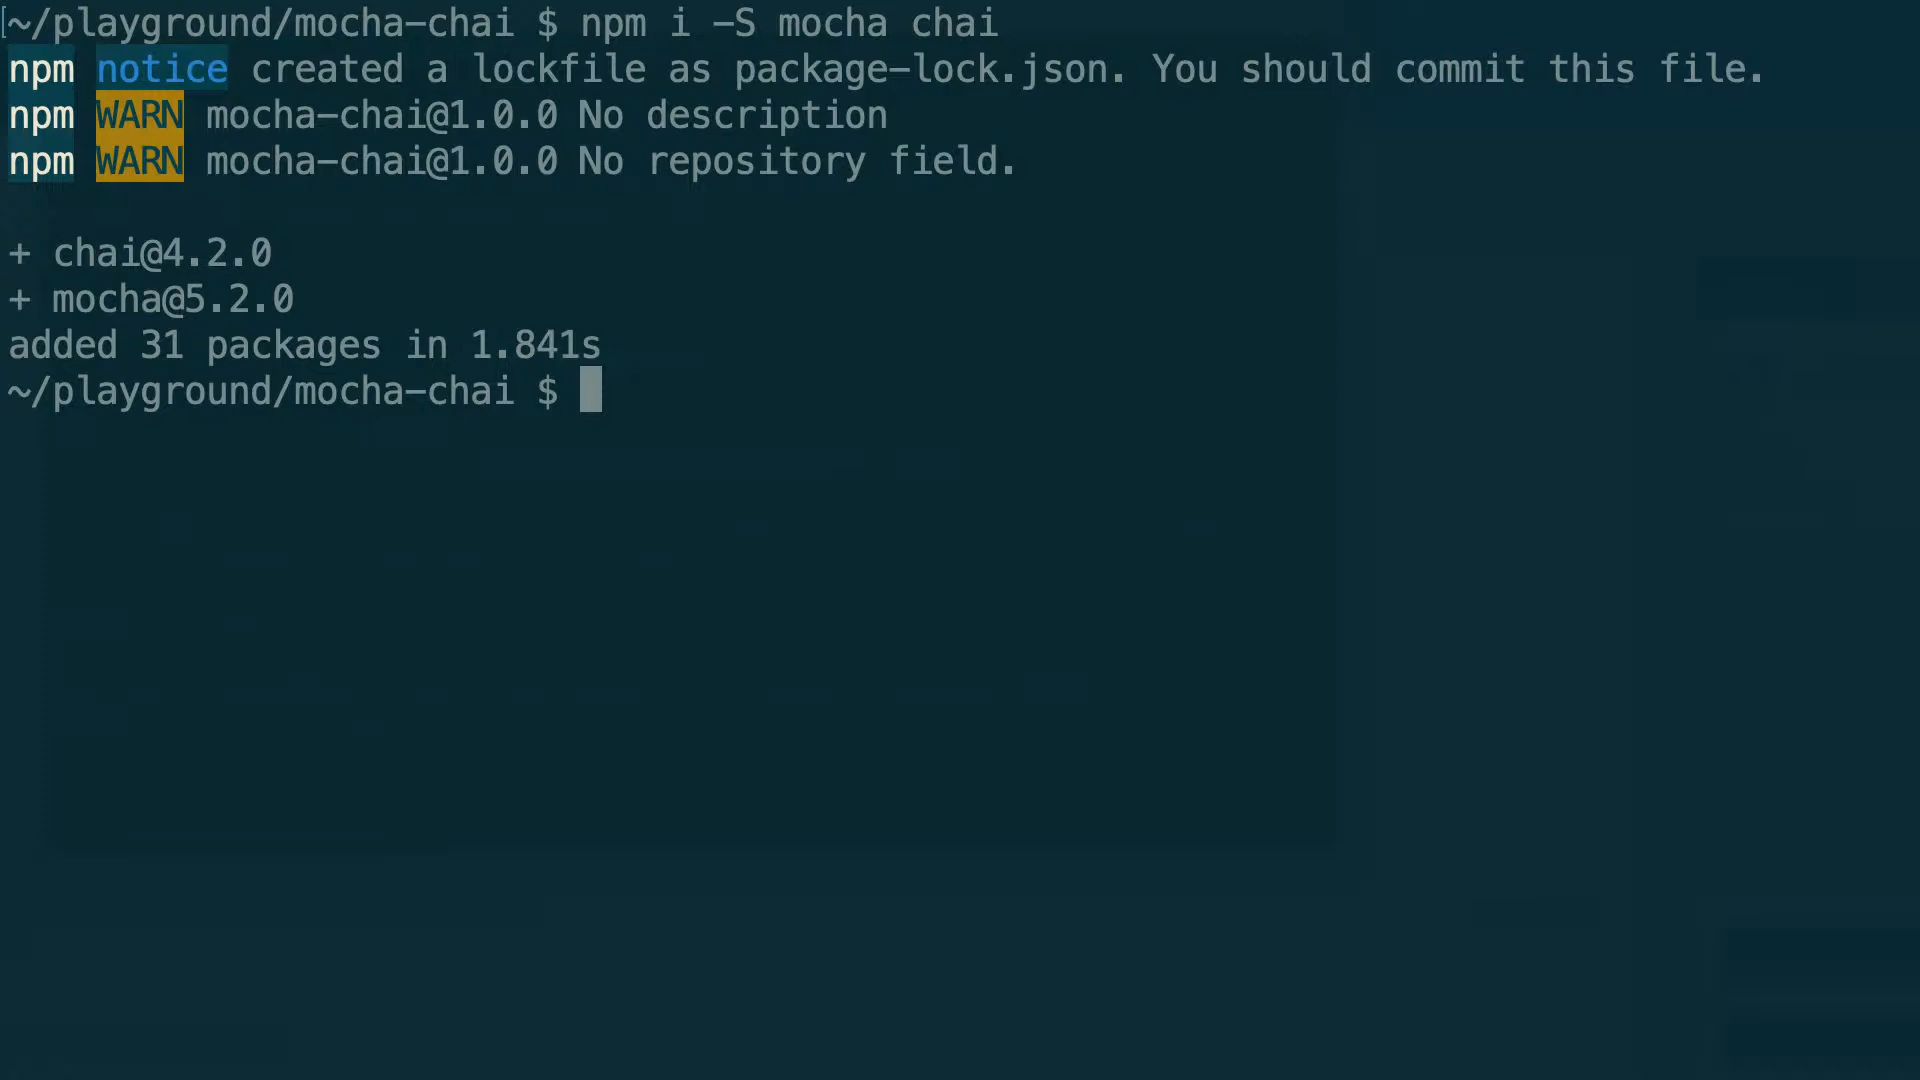 ~/playground/mocha-chai $ npm i -S mocha chai
npm notice created a lockfile as package-lock.json. You should commit this file.
npm WARN mocha-chai@1.0.0 No description
npm WARN mocha-chai@1.0.0 No repository field.
+ chai@4.2.0
+ mocha@5.2.0
added 31 packages in 1.841s
~/playground/mocha-chai $